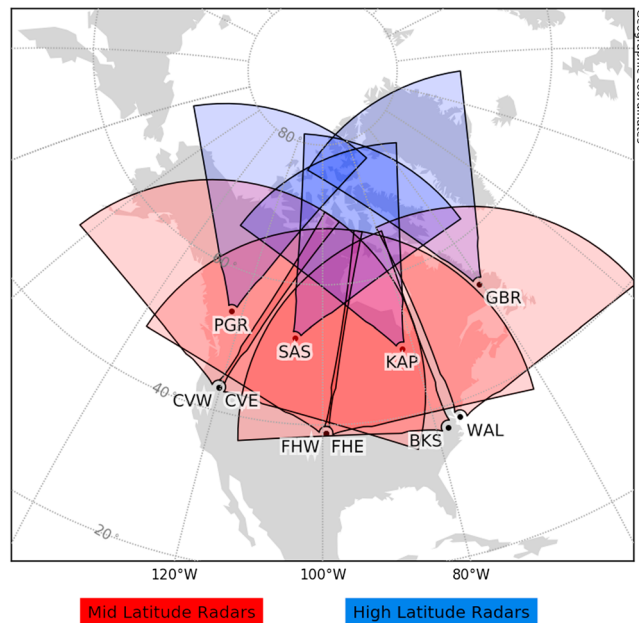 80°
60°
GBR
PGR
SAS
KAP
40°
CVW CVE
WAL
BKS
FHW FHE
20°
120°W 100°W 80°W
Mid Latitude Radars High Latitude Radars